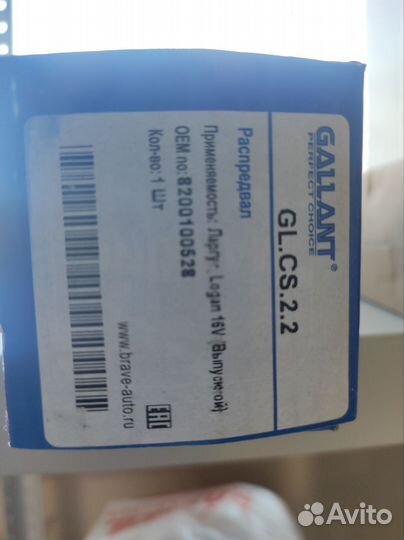 GALLANT®
PERFECT CHOICE
GL.CS.2.2
Распредвал
Применяемость: Ларгус, Logan 16V (Выпускной)
OEM no: 8200100528
Кол-во: 1 Шт
www.brave-auto.ru
EAC
Avito